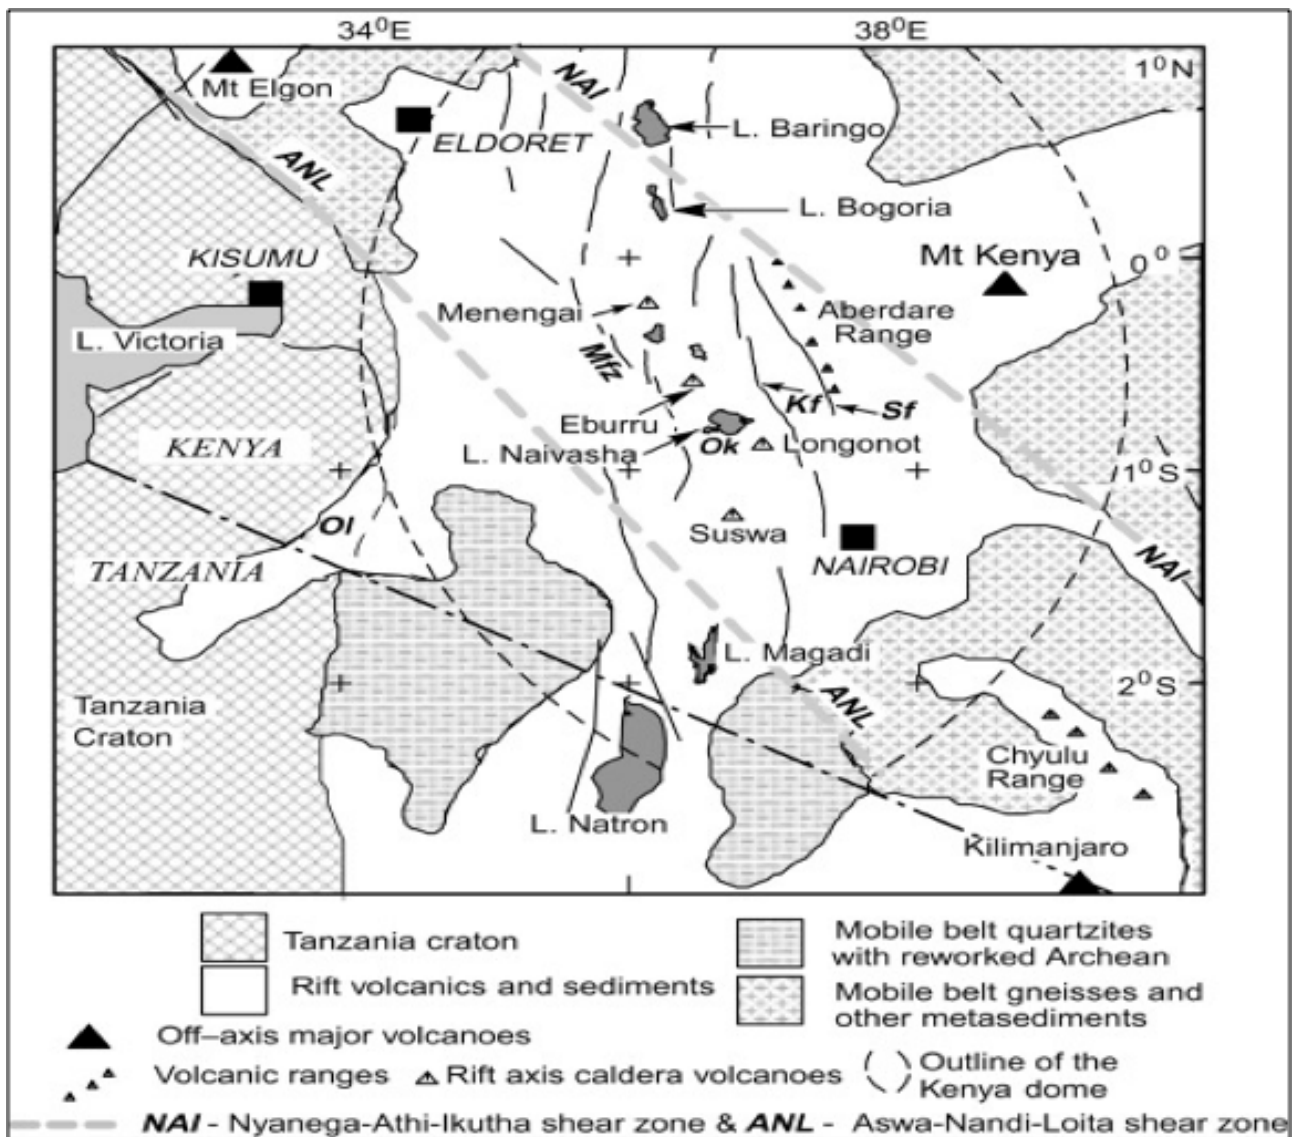 34⁰E
38⁰E
1⁰N
Mt Elgon
NAI
ELDORET
L. Baringo
ANL
L. Bogoria
KISUMU
Mt Kenya
0⁰
Menengai
Aberdare
Range
L. Victoria
Mfz
Kf
Sf
Eburru
L. Naivasha
Ok
Longonot
KENYA
1⁰S
Ol
Suswa
NAIROBI
NAI
TANZANIA
L. Magadi
2⁰S
ANL
Tanzania
Craton
Chyulu
Range
L. Natron
Kilimanjaro
Tanzania craton
Mobile belt quartzites
with reworked Archean
Rift volcanics and sediments
Mobile belt gneisses and
other metasediments
Off–axis major volcanoes
Volcanic ranges
Rift axis caldera volcanoes
Outline of the
Kenya dome
NAI - Nyanega-Athi-Ikutha shear zone & ANL - Aswa-Nandi-Loita shear zone